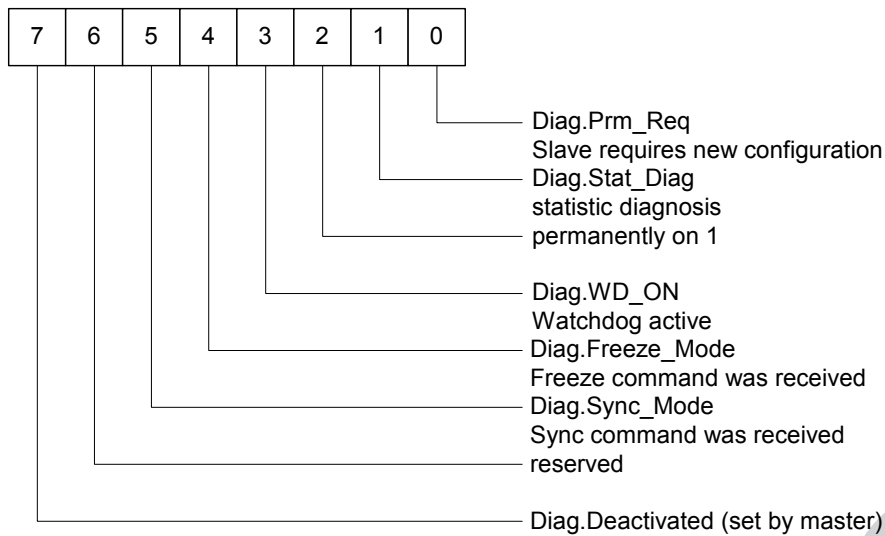 7 6 5 4 3 2 1 0
Diag.Prm_Req
Slave requires new configuration
Diag.Stat_Diag
statistic diagnosis
permanently on 1
Diag.WD_ON
Watchdog active
Diag.Freeze_Mode
Freeze command was received
Diag.Sync_Mode
Sync command was received
reserved
Diag.Deactivated (set by master)